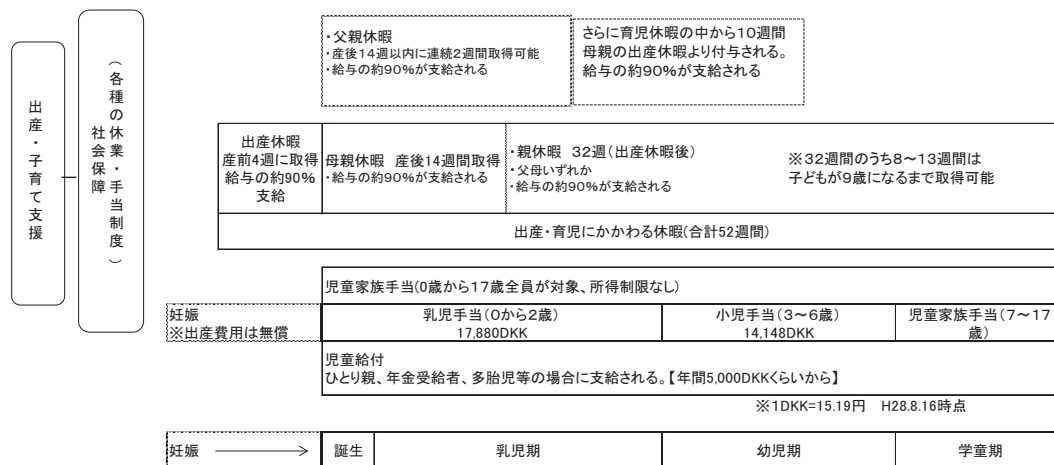 出産・子育て支援
社会保障
(各種の休業・手当制度)
・父親休暇
・産後14週以内に連続2週間取得可能
・給与の約90%が支給される
さらに育児休暇の中から10週間
母親の出産休暇より付与される。
給与の約90%が支給される
出産休暇
産前4週に取得
給与の約90%
支給
母親休暇 産後14週間取得
・給与の約90%が支給される
・親休暇 32週(出産休暇後)
・父母いずれか
・給与の約90%が支給される
※32週間のうち8~13週間は
子どもが9歳になるまで取得可能
出産・育児にかかわる休暇(合計52週間)
児童家族手当(0歳から17歳全員が対象、所得制限なし)
妊娠
※出産費用は無償
乳児手当(0から2歳)
17,880DKK
小児手当(3~6歳)
14,148DKK
児童家族手当(7~17
歳)
児童給付
ひとり親、年金受給者、多胎児等の場合に支給される。【年間5,000DKKくらいから】
※1DKK=15.19円 H28.8.16時点
妊娠
誕生
乳児期
幼児期
学童期